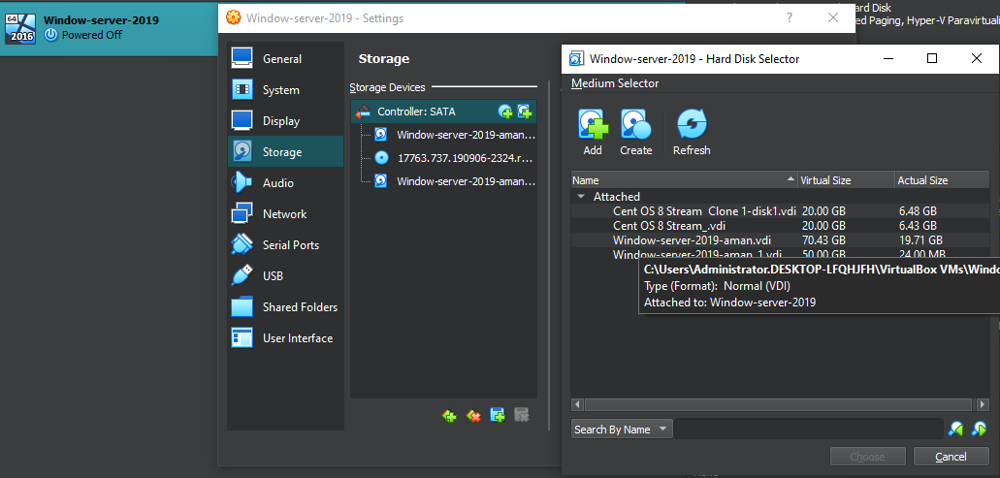 64
2016
Window-server-2019
Powered Off
Window-server-2019 - Settings
?
General
System
Display
Storage
Audio
Network
Serial Ports
USB
Shared Folders
User Interface
Storage
Storage Devices
Controller: SATA
Window-server-2019-aman...
17763.737.190906-2324.r...
Window-server-2019-aman...
Hard Disk
ed Paging, Hyper-V Paravirtuali
Window-server-2019 - Hard Disk Selector
Medium Selector
Add
Create
Refresh
Name Virtual Size Actual Size
Attached
Cent OS 8 Stream Clone 1-disk1.vdi 20.00 GB 6.48 GB
Cent OS 8 Stream_.vdi 20.00 GB 6.43 GB
Window-server-2019-aman.vdi 70.43 GB 19.71 GB
Window-server-2019-aman_1.vdi 50.00 GB 24.00 MB
C:\Users\Administrator.DESKTOP-LFQHJFH\VirtualBox VMs\Windo
Type (Format): Normal (VDI)
Attached to: Window-server-2019
Search By Name
Choose
Cancel